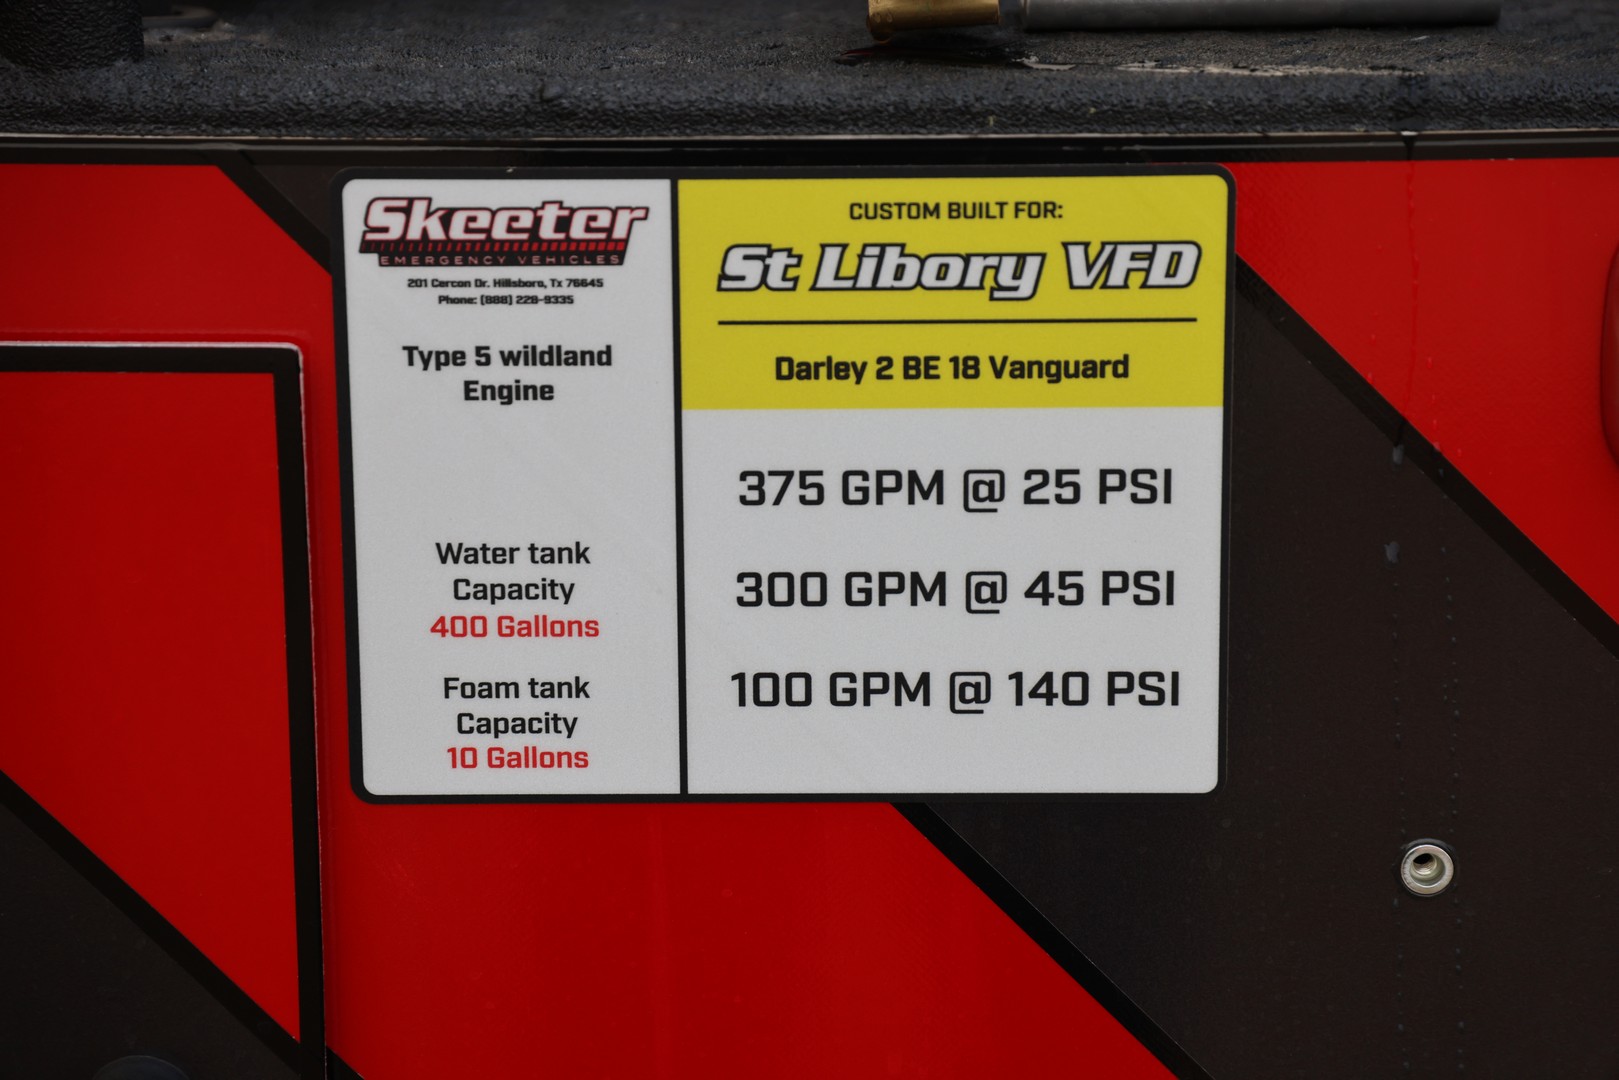 Skeeter
EMERGENCY VEHICLES
201 Cercon Dr. Hillsboro, Tx 76645
Phone: (888) 228-9335
Type 5 wildland
Engine
Water tank
Capacity
400 Gallons
Foam tank
Capacity
10 Gallons
CUSTOM BUILT FOR:
St Libory VFD
Darley 2 BE 18 Vanguard
375 GPM @ 25 PSI
300 GPM @ 45 PSI
100 GPM @ 140 PSI